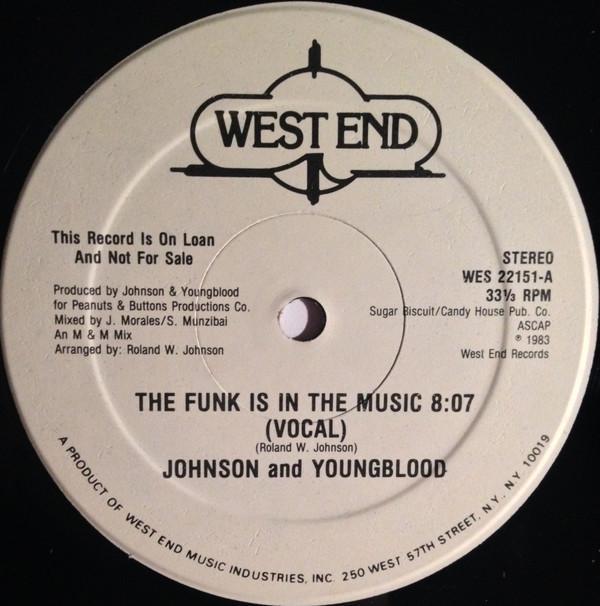 WEST END
This Record Is On Loan
And Not For Sale
Produced by Johnson & Youngblood
for Peanuts & Buttons Productions Co.
Mixed by J. Morales/S. Munzibai
An M & M Mix
Arranged by: Roland W. Johnson
STEREO
WES 22151-A
33⅓ RPM
Sugar Biscuit/Candy House Pub. Co.
ASCAP
℗ 1983
West End Records
THE FUNK IS IN THE MUSIC 8:07
(VOCAL)
(Roland W. Johnson)
JOHNSON and YOUNGBLOOD
A PRODUCT OF WEST END MUSIC INDUSTRIES, INC. 250 WEST 57TH STREET, N.Y., N.Y. 10019